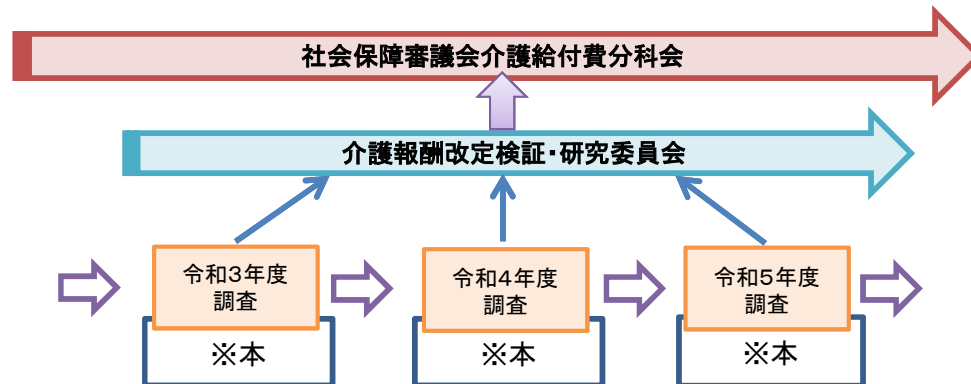 社会保障審議会介護給付費分科会
介護報酬改定検証・研究委員会
令和3年度
調査
令和4年度
調査
令和5年度
調査
※本
※本
※本